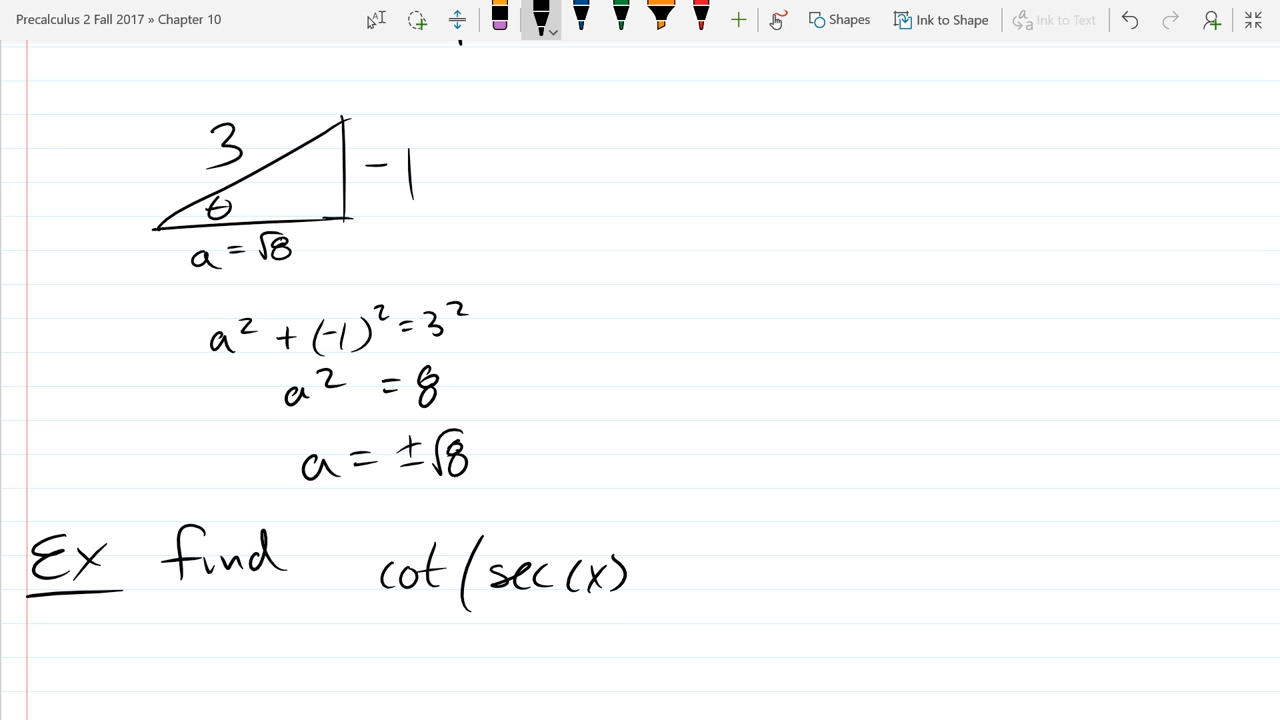 Precalculus 2 Fall 2017 » Chapter 10
Shapes
Ink to Shape
Ink to Text
3
-1
θ
a = √8
a² + (-1)² = 3²
a² = 8
a = ±√8
Ex find cot(sec(x)